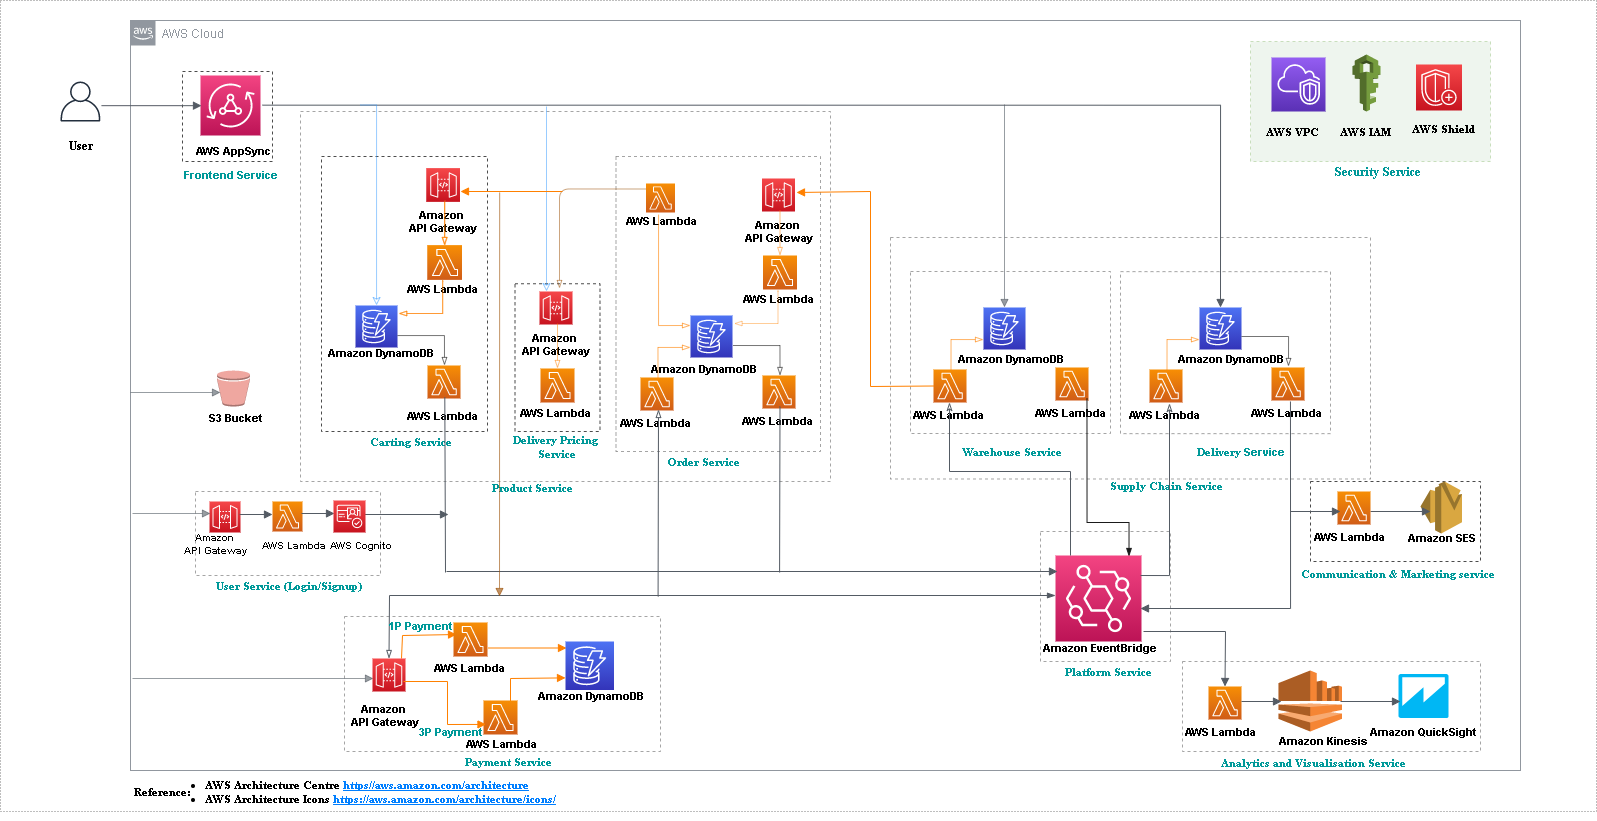 aws
AWS Cloud
User
AWS AppSync
Frontend Service
AWS VPC
AWS IAM
AWS Shield
Security Service
Amazon
API Gateway
AWS Lambda
Amazon DynamoDB
AWS Lambda
Carting Service
Amazon
API Gateway
AWS Lambda
Delivery Pricing
Service
AWS Lambda
Amazon
API Gateway
AWS Lambda
Amazon DynamoDB
AWS Lambda
AWS Lambda
Order Service
Product Service
Amazon DynamoDB
AWS Lambda
AWS Lambda
Warehouse Service
Amazon DynamoDB
AWS Lambda
AWS Lambda
Delivery Service
Supply Chain Service
S3 Bucket
Amazon
API Gateway
AWS Lambda
AWS Cognito
User Service (Login/Signup)
AWS Lambda
Amazon SES
Communication & Marketing service
Amazon EventBridge
Platform Service
1P Payment
AWS Lambda
Amazon
API Gateway
3P Payment
AWS Lambda
Amazon DynamoDB
Payment Service
AWS Lambda
Amazon Kinesis
Amazon QuickSight
Analytics and Visualisation Service
Reference:
• AWS Architecture Centre https//aws.amazon.com/architecture
• AWS Architecture Icons https://aws.amazon.com/architecture/icons/